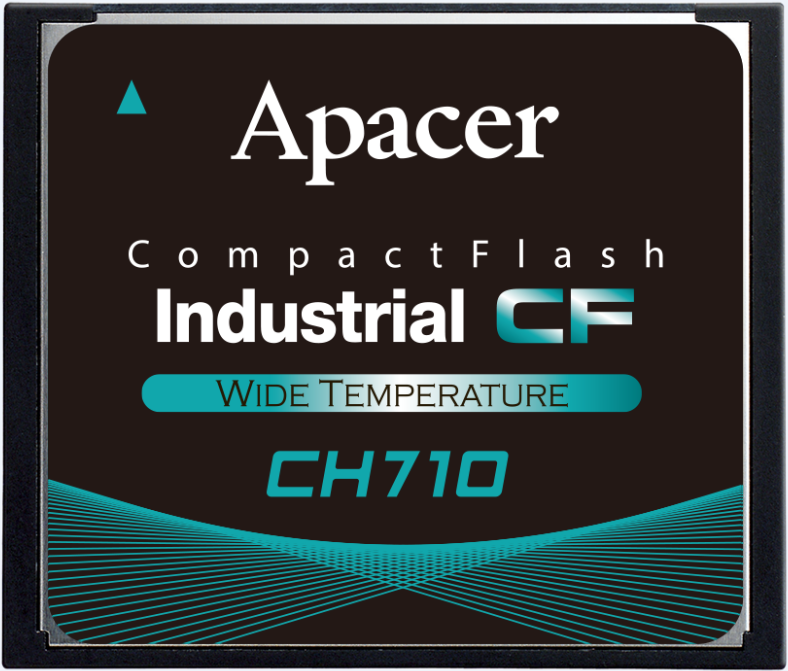 Apacer
CompactFlash
Industrial CF
WIDE TEMPERATURE
CH710